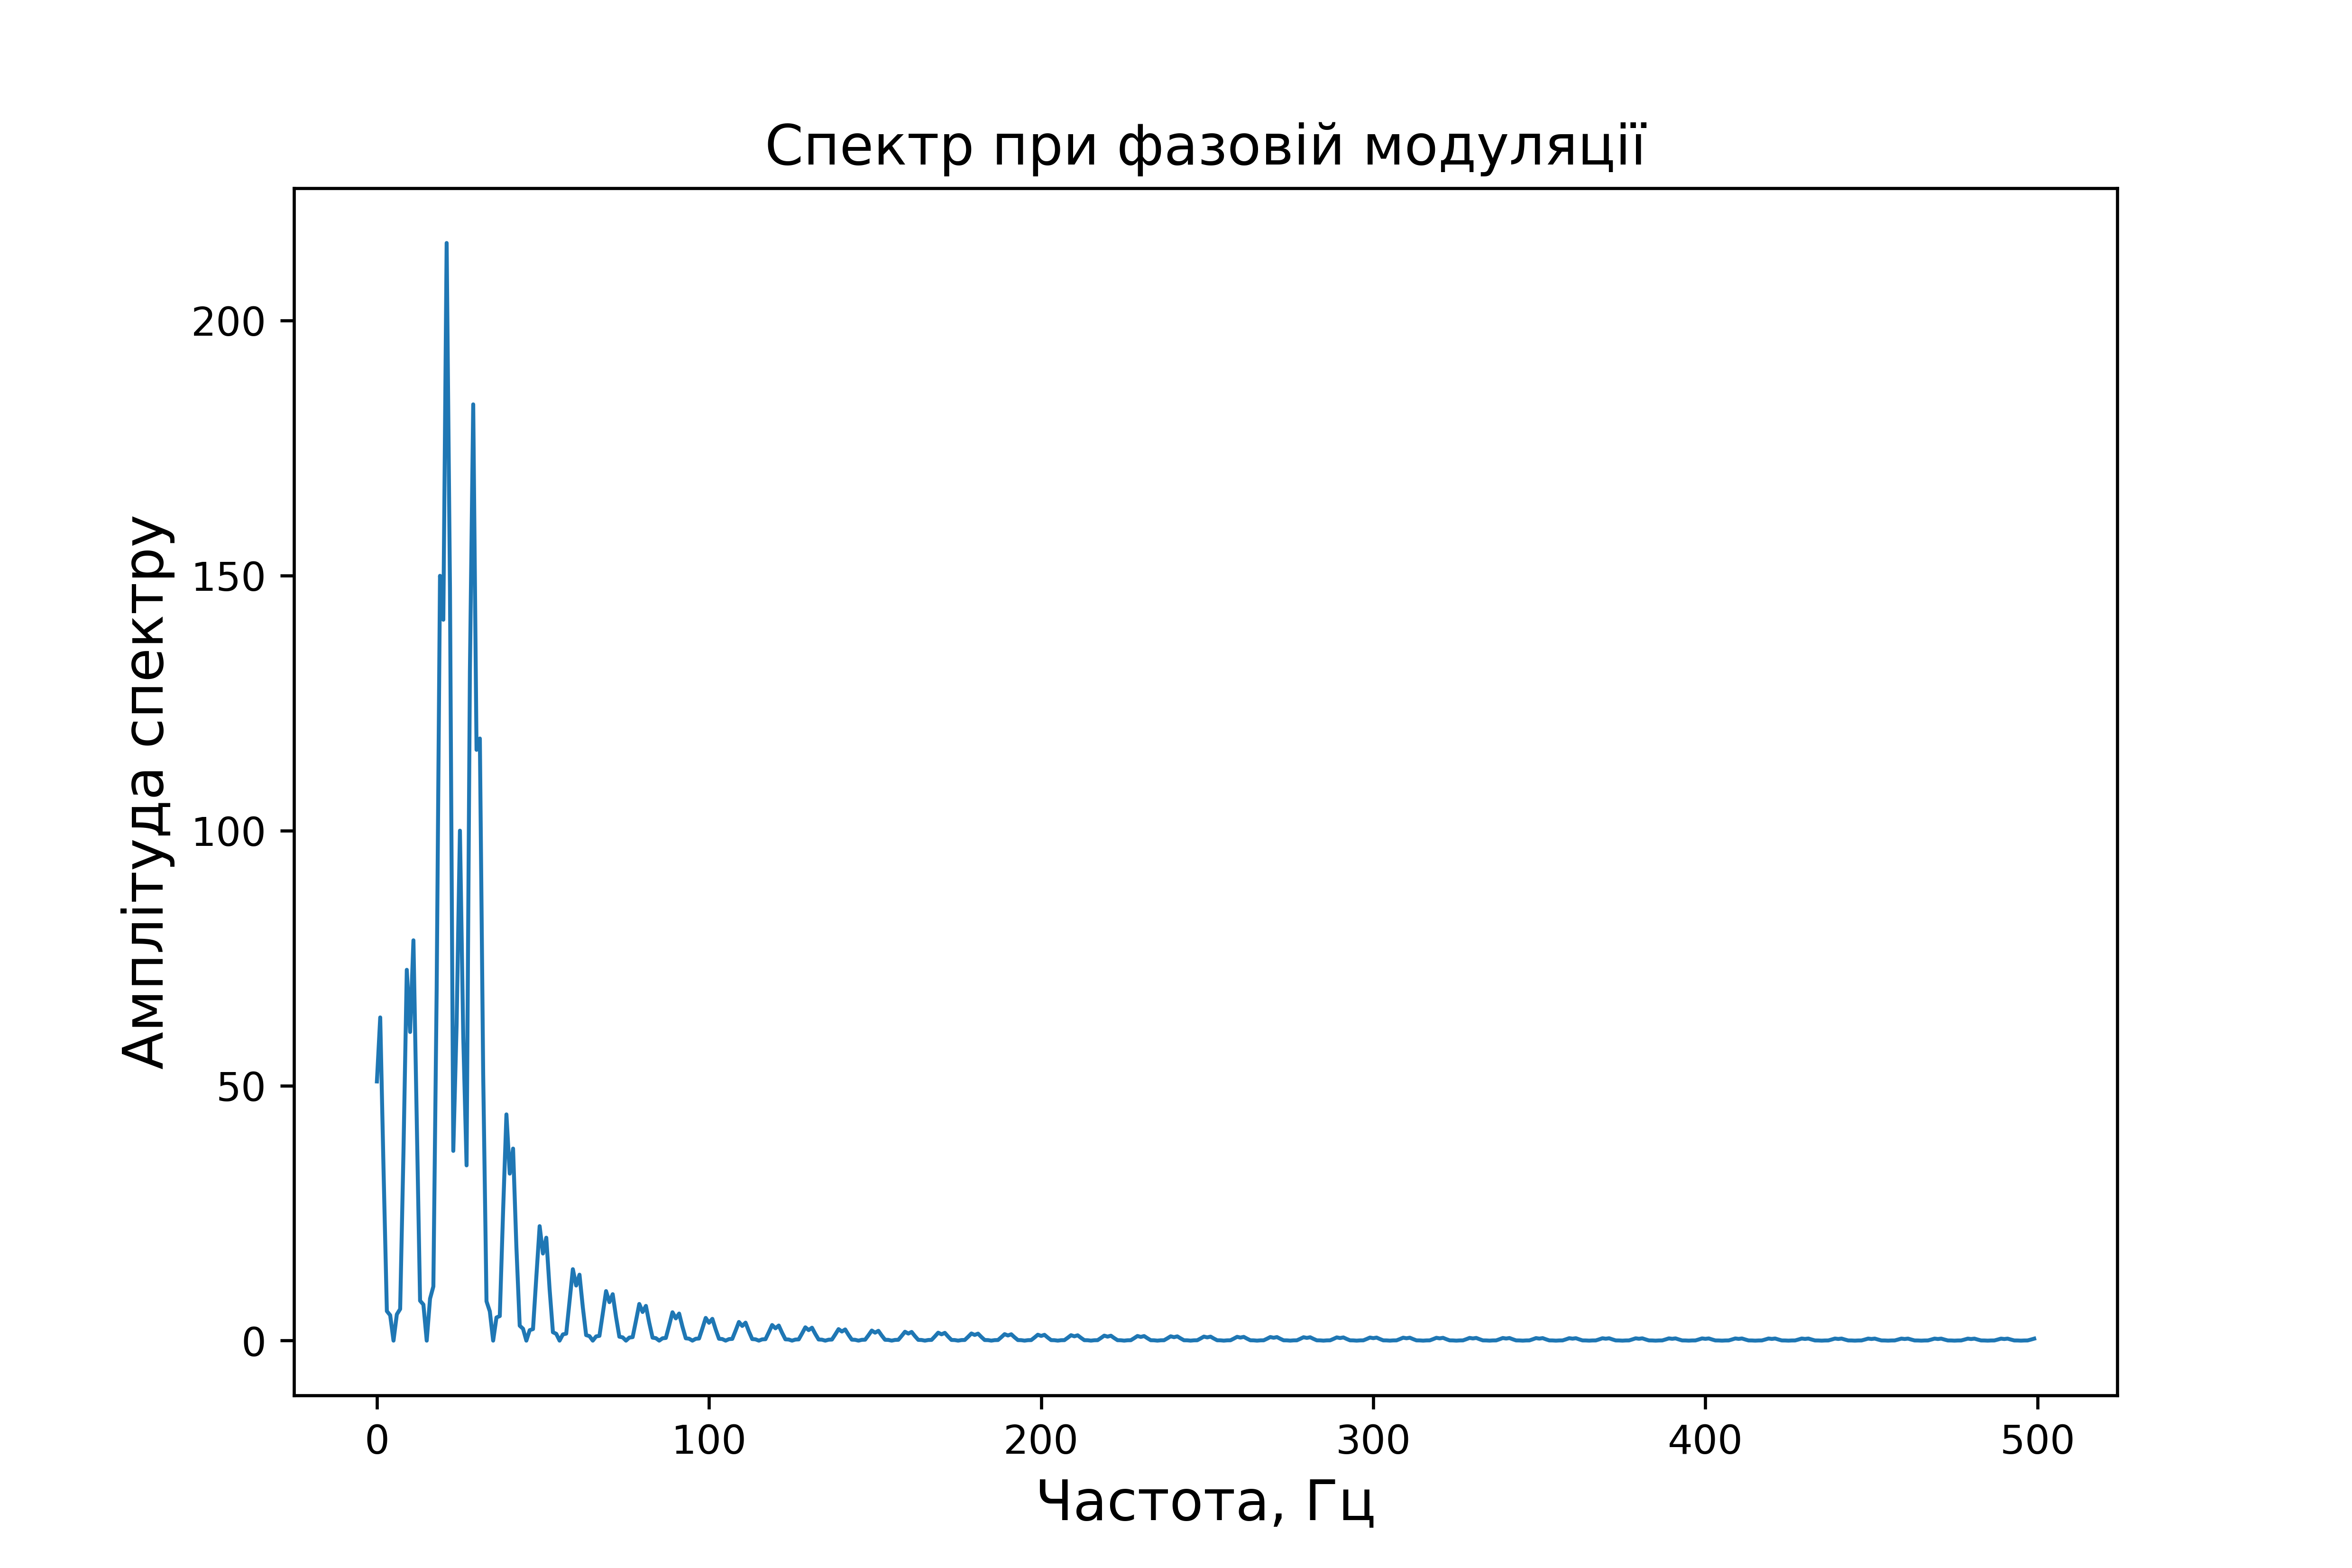 Спектр при фазовій модуляції
Амплітуда спектру
200
150
100
50
0
0 100 200 300 400 500
Частота, Гц